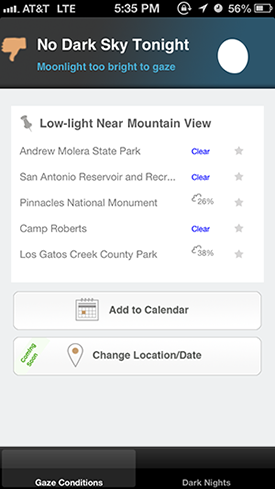 AT&T LTE 5:35 PM 56%
No Dark Sky Tonight
Moonlight too bright to gaze
Low-light Near Mountain View
Andrew Molera State Park Clear
San Antonio Reservoir and Recr... Clear
Pinnacles National Monument 26%
Camp Roberts Clear
Los Gatos Creek County Park 38%
Add to Calendar
Coming
Soon
Change Location/Date
Gaze Conditions Dark Nights